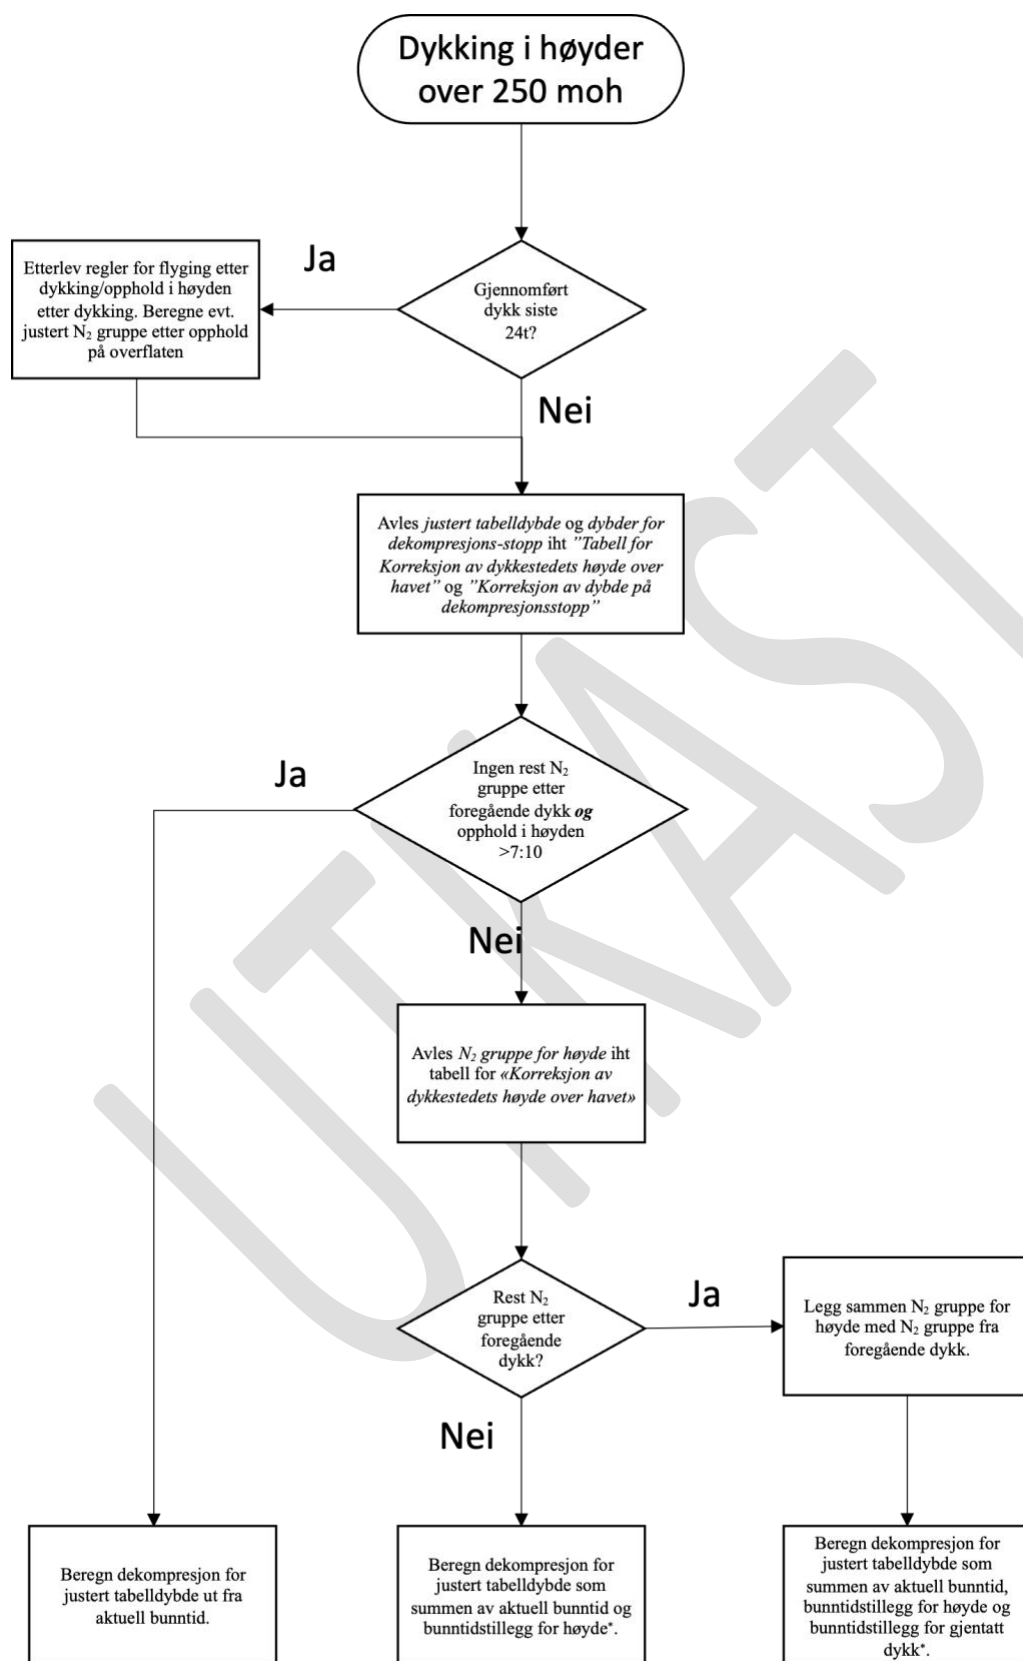 Dykking i høyder
over 250 moh
Ja
Etterlev regler for flyging etter
dykking/opphold i høyden
etter dykking. Beregne evt.
justert N₂ gruppe etter opphold
på overflaten
Gjennomført
dykk siste
24t?
Nei
Avles justert tabelldybde og dybder for
dekompresjons-stopp iht ”Tabell for
Korreksjon av dykkestedets høyde over
havet” og ”Korreksjon av dybde på
dekompresjonsstopp”
Ja
Ingen rest N₂
gruppe etter
foregående dykk og
opphold i høyden
>7:10
Nei
Avles N₂ gruppe for høyde iht
tabell for «Korreksjon av
dykkestedets høyde over havet»
Rest N₂
gruppe etter
foregående
dykk?
Ja
Legg sammen N₂ gruppe for
høyde med N₂ gruppe fra
foregående dykk.
Nei
Beregn dekompresjon for
justert tabelldybde ut fra
aktuell bunntid.
Beregn dekompresjon for
justert tabelldybde som
summen av aktuell bunntid og
bunntidstillegg for høyde*.
Beregn dekompresjon for
justert tabelldybde som
summen av aktuell bunntid,
bunntidstillegg for høyde og
bunntidstillegg for gjentatt
dykk*.
UTKAST